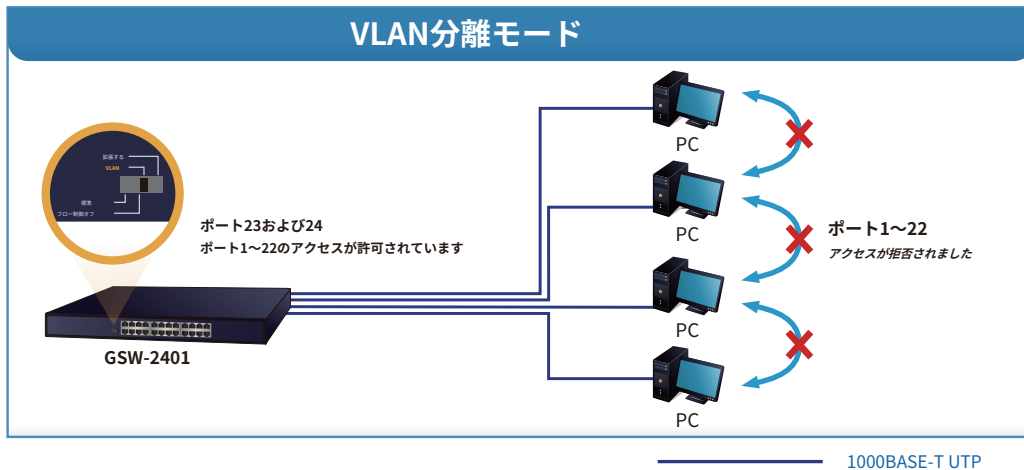 VLAN分離モード
拡張する
VLAN
標準
フロー制御オフ
ポート23および24
ポート1〜22のアクセスが許可されています
GSW-2401
PC
PC
PC
PC
ポート1〜22
アクセスが拒否されました
1000BASE-T UTP